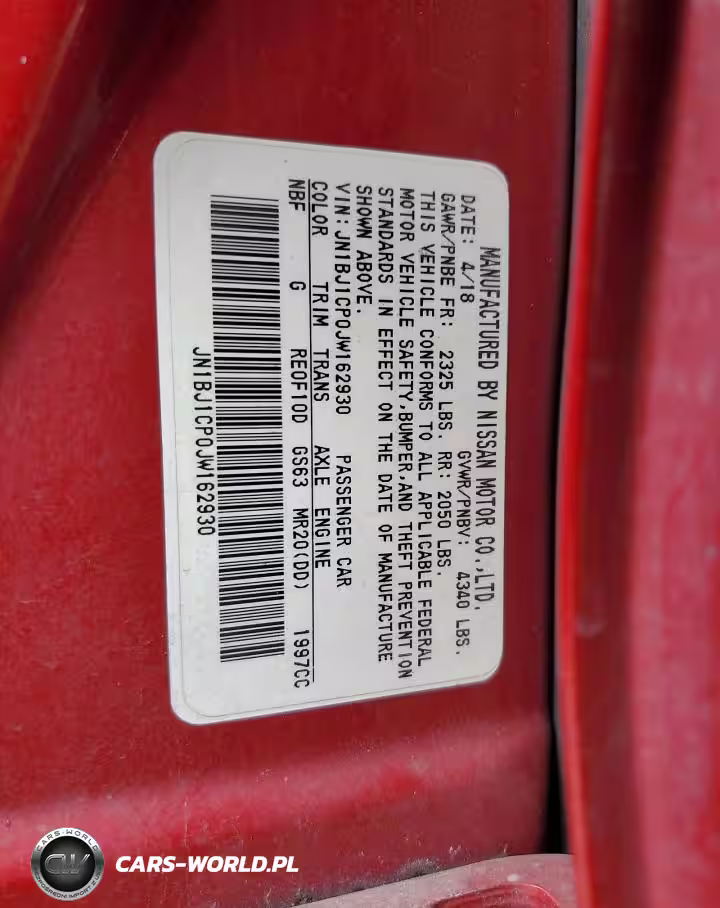 MANUFACTURED BY NISSAN MOTOR CO.,LTD.
DATE: 4/18 GVWR/PNBV: 4340 LBS.
GAWR/PNBE FR: 2325 LBS. RR: 2050 LBS.
THIS VEHICLE CONFORMS TO ALL APPLICABLE FEDERAL
MOTOR VEHICLE SAFETY,BUMPER,AND THEFT PREVENTION
STANDARDS IN EFFECT ON THE DATE OF MANUFACTURE
SHOWN ABOVE.
VIN:JN1BJ1CP0JW162930 PASSENGER CAR
COLOR TRIM TRANS AXLE ENGINE
NBF G RE0F10D GS63 MR20(DD) 1997CC
JN1BJ1CP0JW162930
CARS-WORLD
CW
CARS-WORLD.PL